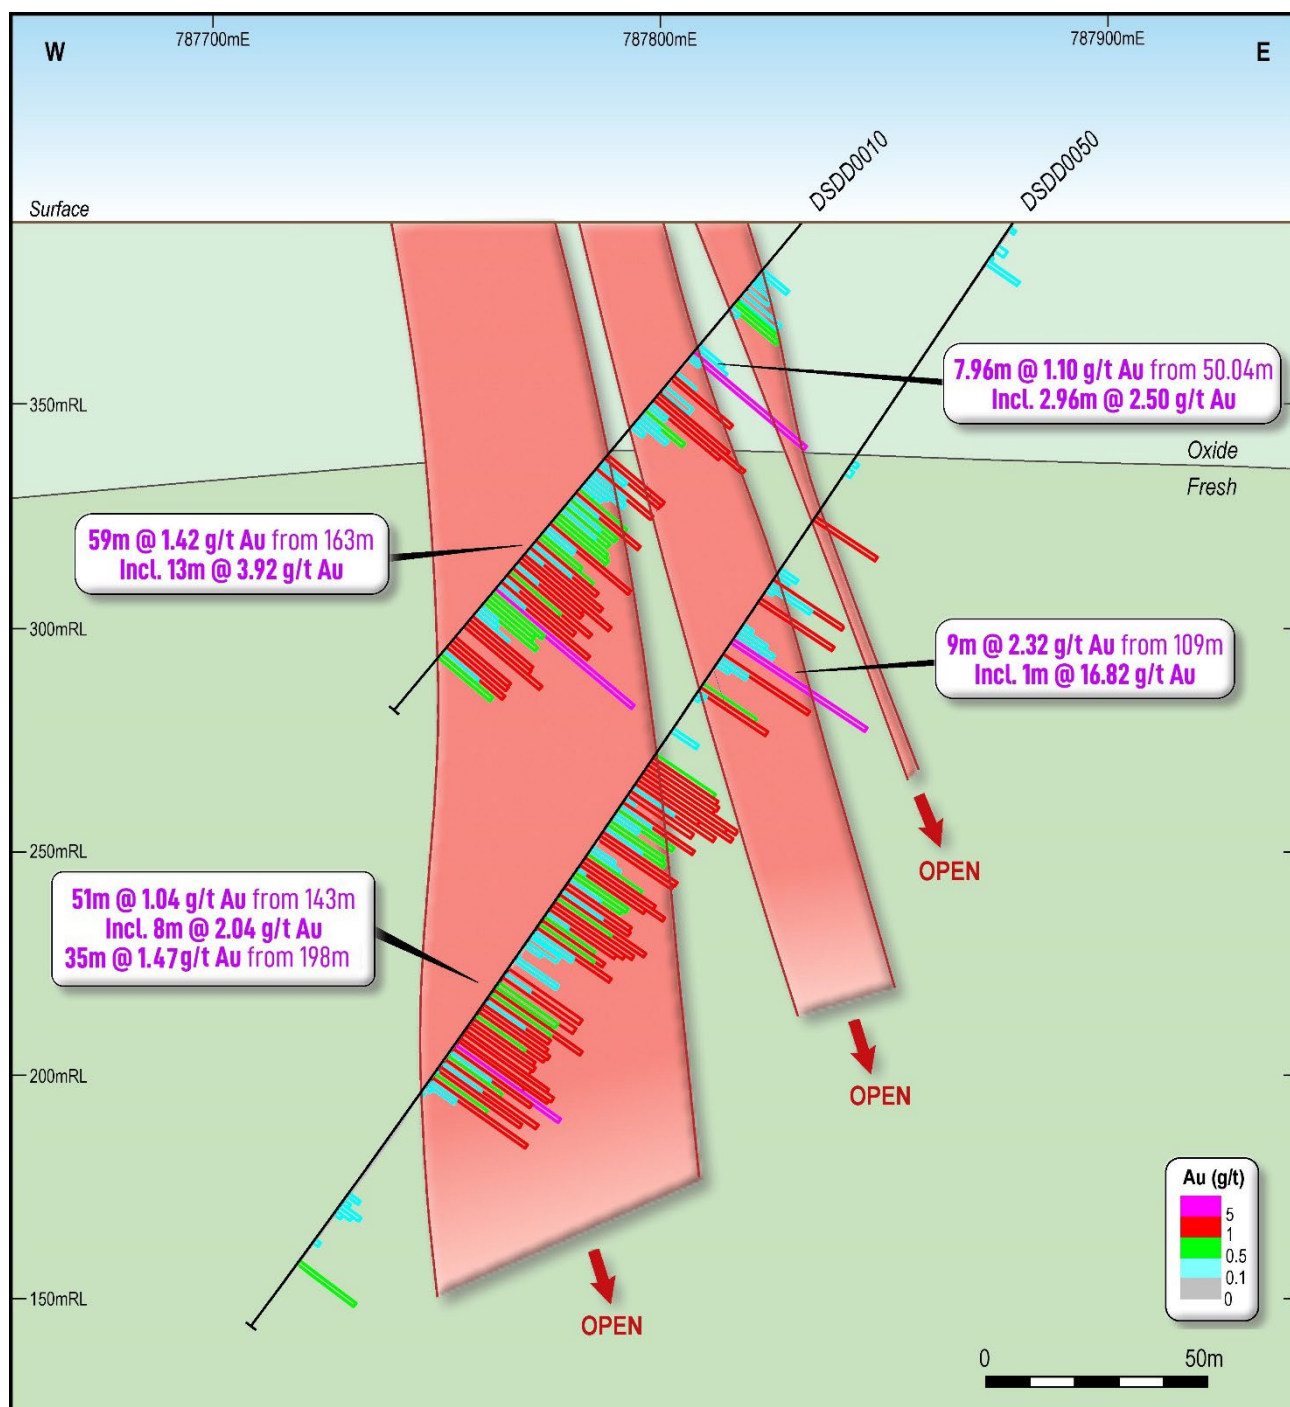 787700mE
787800mE
787900mE
W
E
DSDD0010
DSDD0050
Surface
7.96m @ 1.10 g/t Au from 50.04m
Incl. 2.96m @ 2.50 g/t Au
350mRL
Oxide
Fresh
59m @ 1.42 g/t Au from 163m
Incl. 13m @ 3.92 g/t Au
300mRL
9m @ 2.32 g/t Au from 109m
Incl. 1m @ 16.82 g/t Au
250mRL
OPEN
51m @ 1.04 g/t Au from 143m
Incl. 8m @ 2.04 g/t Au
35m @ 1.47g/t Au from 198m
200mRL
OPEN
150mRL
OPEN
Au (g/t)
5
1
0.5
0.1
0
0
50m